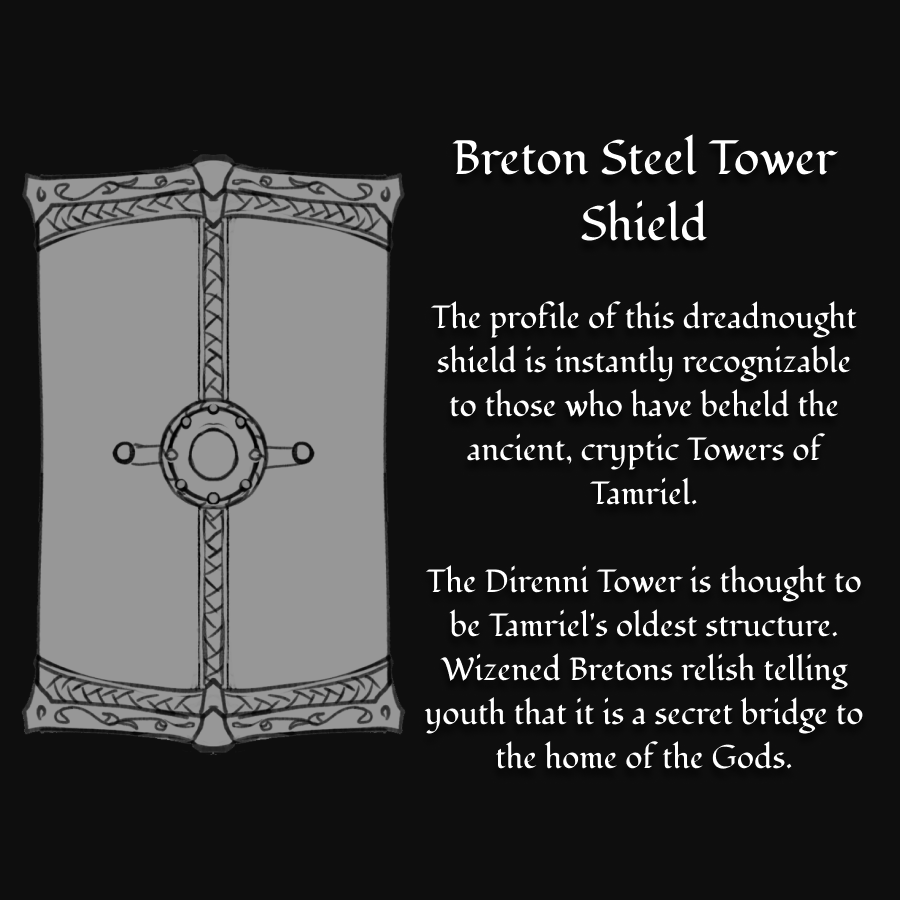 Breton Steel Tower
Shield
The profile of this dreadnought
shield is instantly recognizable
to those who have beheld the
ancient, cryptic Towers of
Tamriel.
The Direnni Tower is thought to
be Tamriel's oldest structure.
Wizened Bretons relish telling
youth that it is a secret bridge to
the home of the Gods.